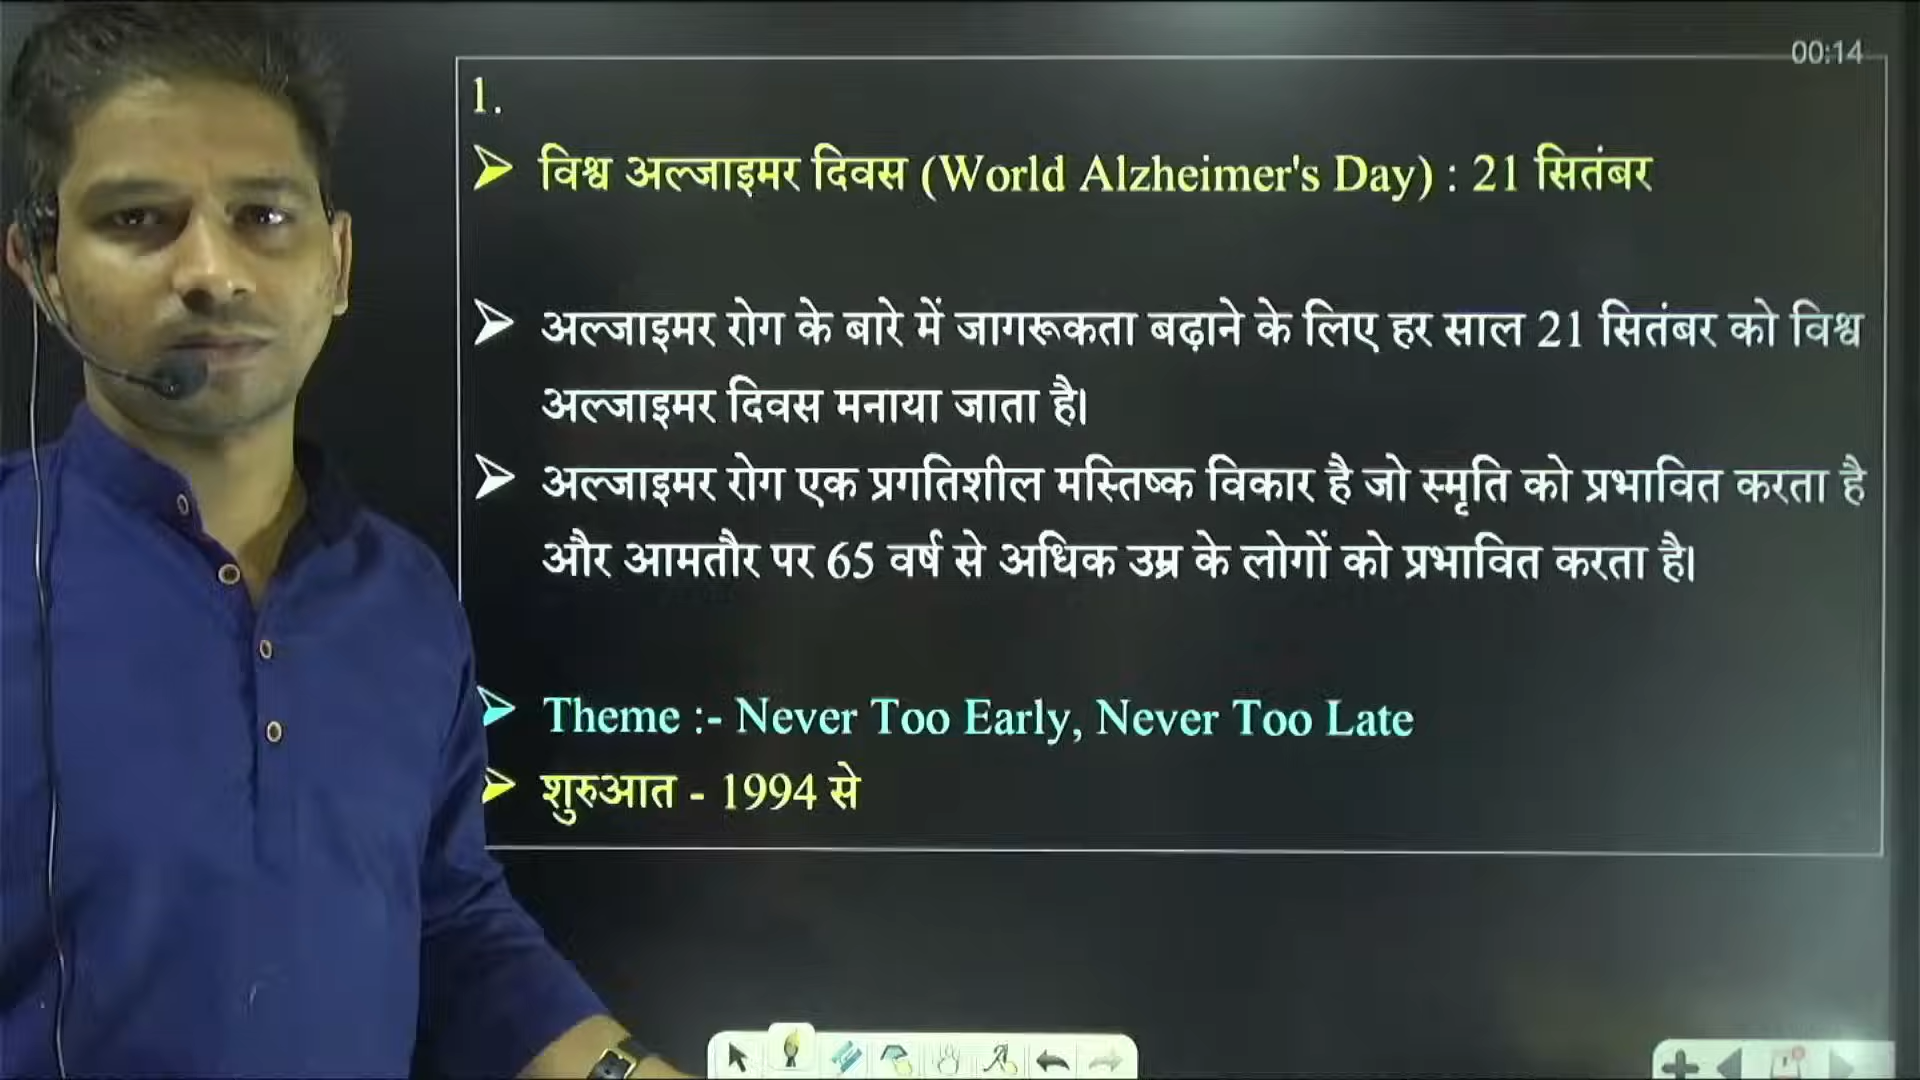 00:14
1.
विश्व अल्जाइमर दिवस (World Alzheimer's Day) : 21 सितंबर
अल्जाइमर रोग के बारे में जागरूकता बढ़ाने के लिए हर साल 21 सितंबर को विश्व
अल्जाइमर दिवस मनाया जाता है।
अल्जाइमर रोग एक प्रगतिशील मस्तिष्क विकार है जो स्मृति को प्रभावित करता है
और आमतौर पर 65 वर्ष से अधिक उम्र के लोगों को प्रभावित करता है।
Theme :- Never Too Early, Never Too Late
शुरुआत - 1994 से